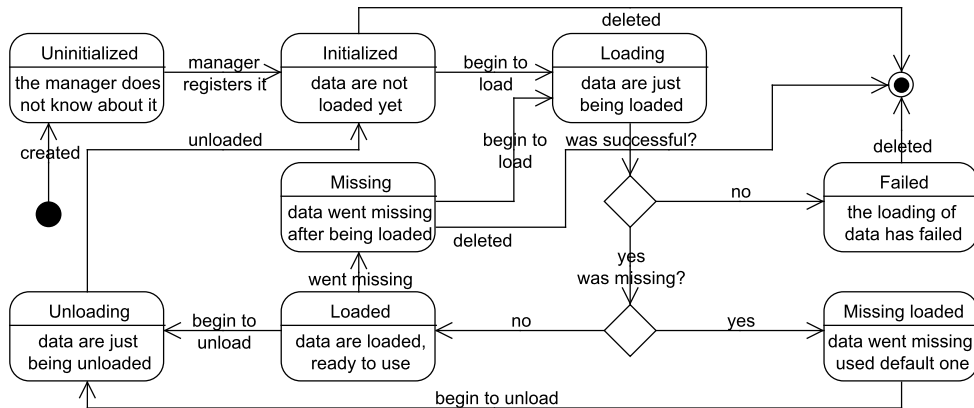 deleted
Uninitialized
the manager does
not know about it
manager
registers it
Initialized
data are not
loaded yet
begin to
load
Loading
data are just
being loaded
created
unloaded
begin to
load
was successful?
deleted
Missing
data went missing
after being loaded
deleted
no
Failed
the loading of
data has failed
yes
was missing?
went missing
Unloading
data are just
being unloaded
begin to
unload
Loaded
data are loaded,
ready to use
no
yes
Missing loaded
data went missing
used default one
begin to unload